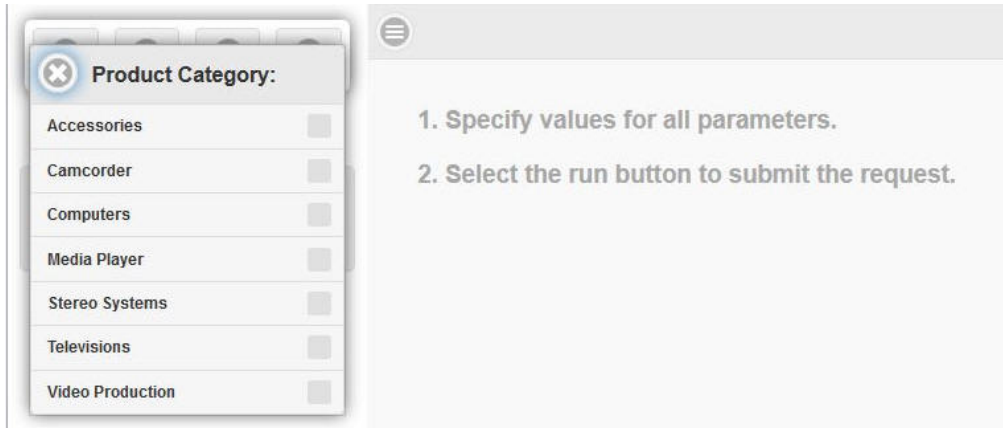 Product Category:
Accessories
Camcorder
Computers
Media Player
Stereo Systems
Televisions
Video Production
1. Specify values for all parameters.
2. Select the run button to submit the request.